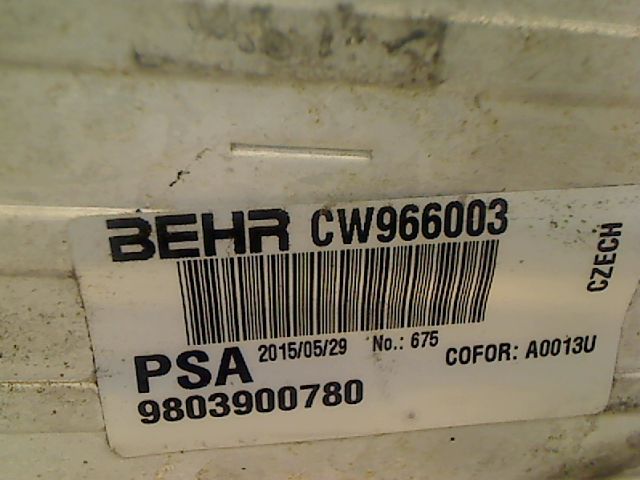 BEHR CW966003
CZECH
PSA 2015/05/29 No.: 675 COFOR: A0013U
9803900780